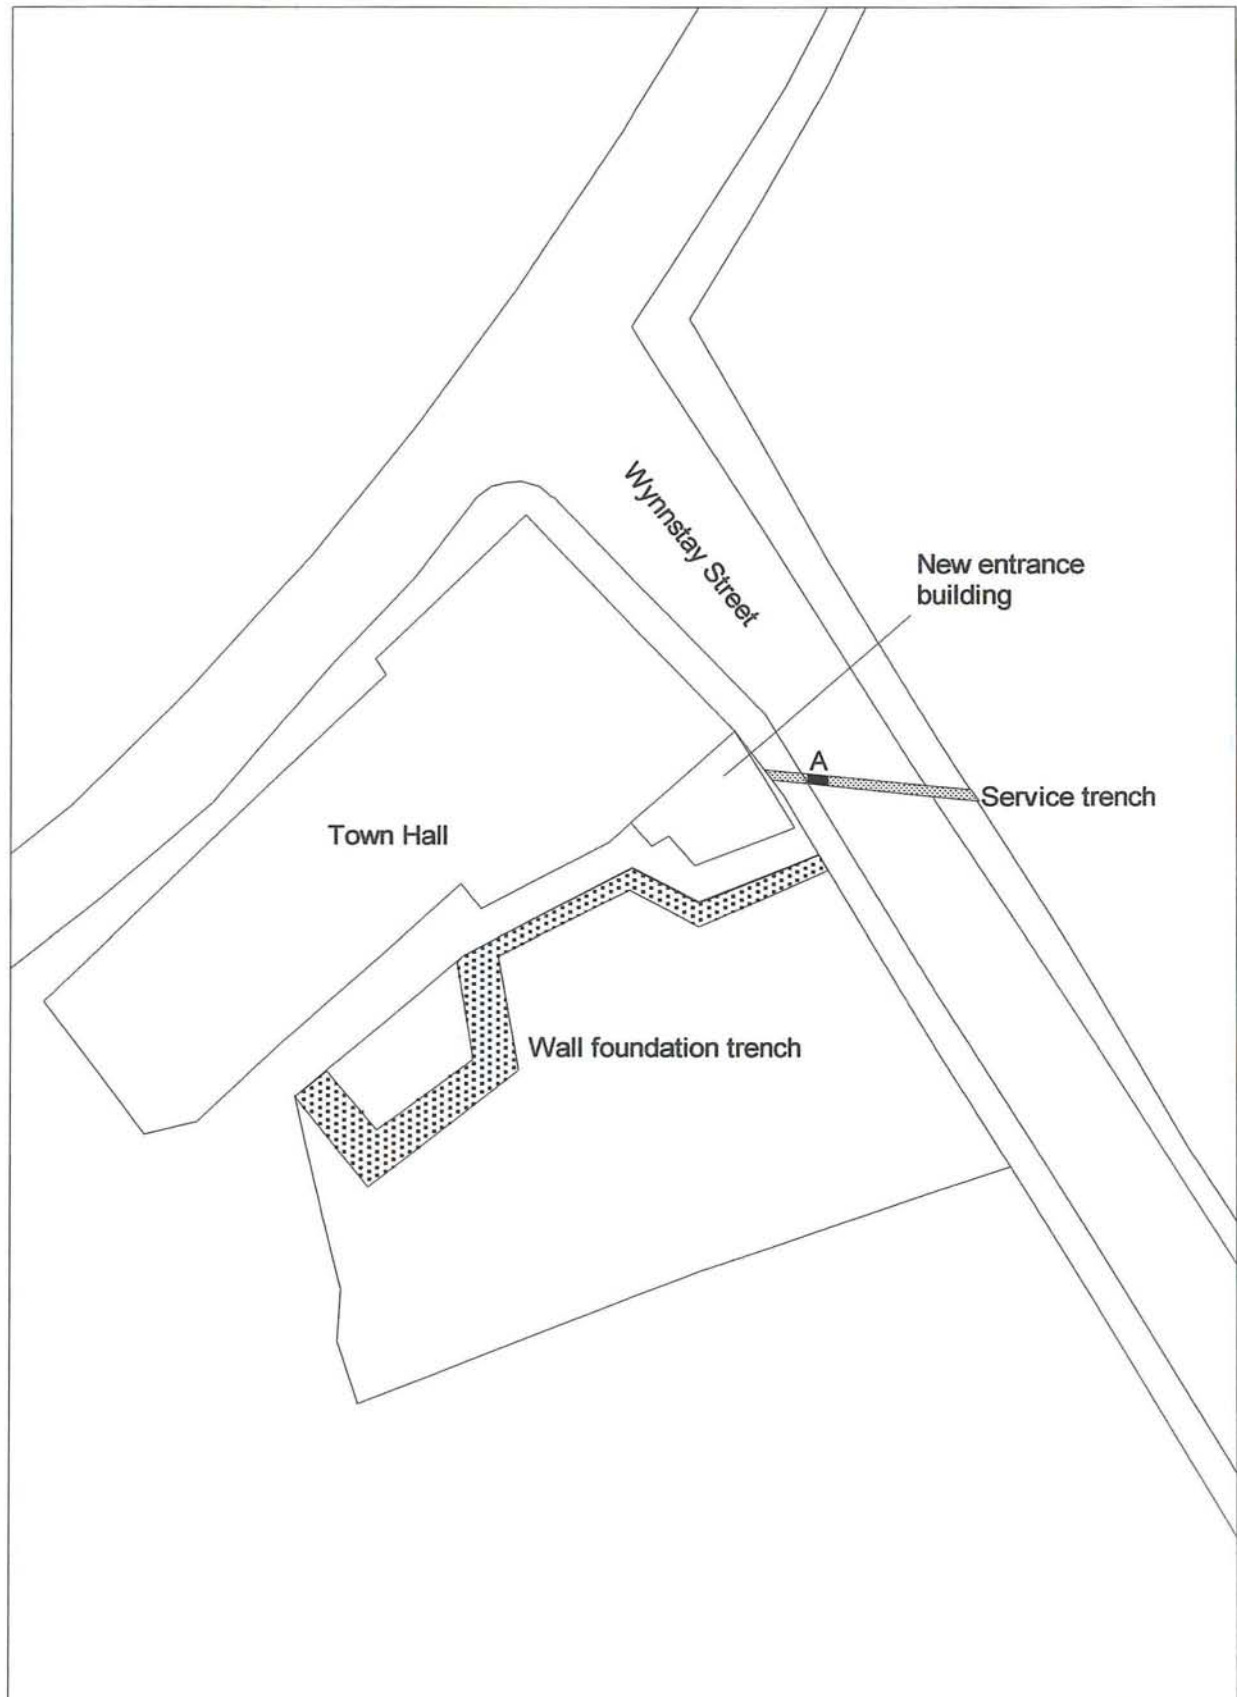 Wynnstay Street
New entrance
building
A
Service trench
Town Hall
Wall foundation trench